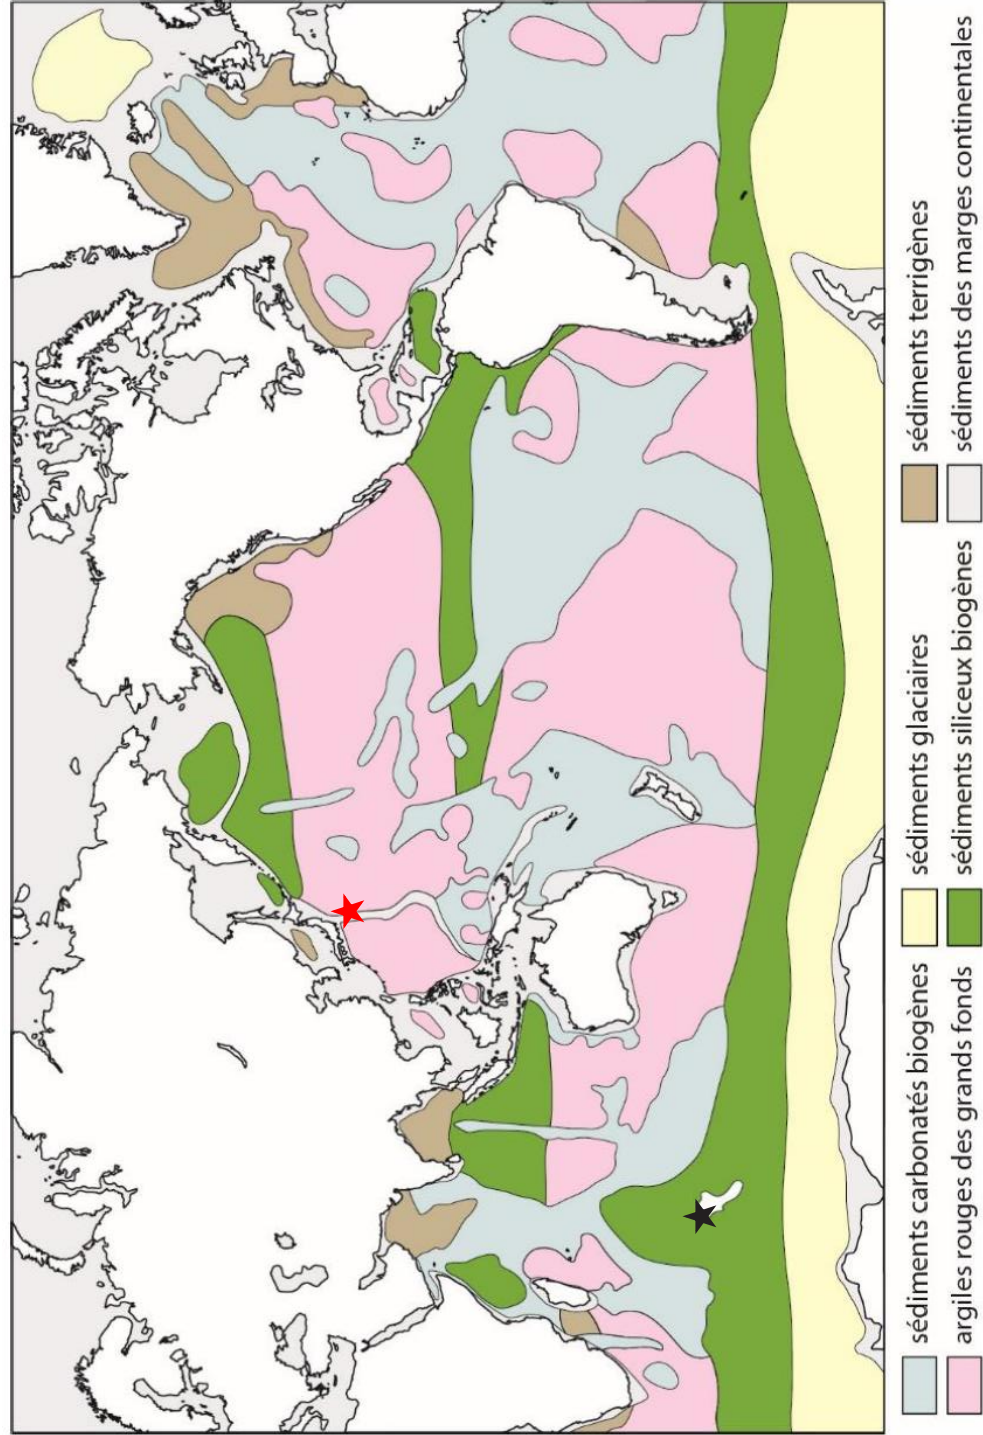 sédiments carbonatés biogènes
sédiments glaciaires
sédiments terrigènes
argiles rouges des grands fonds
sédiments siliceux biogènes
sédiments des marges continentales